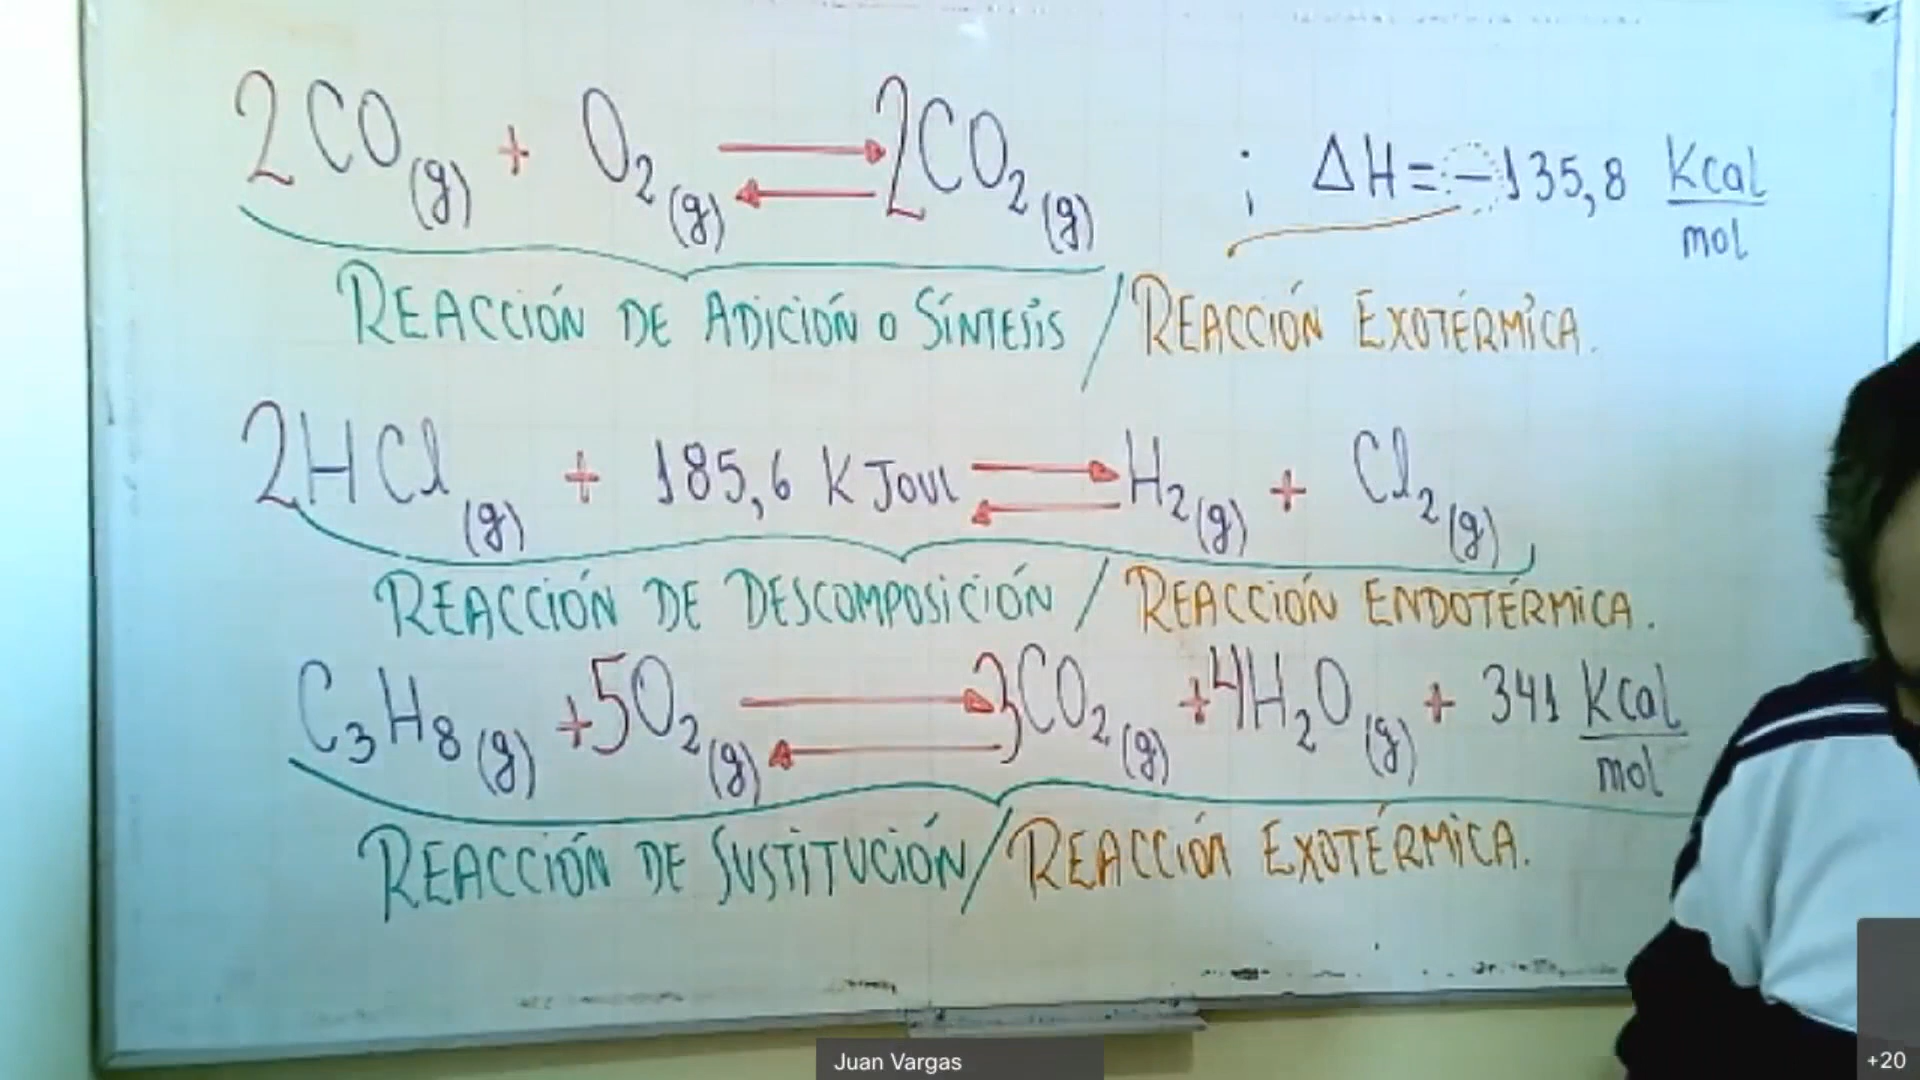 2CO(g) + O₂(g) ⇄ 2CO₂(g) ; ΔH = -135,8 Kcal/mol
REACCIÓN DE ADICIÓN O SÍNTESIS / REACCIÓN EXOTÉRMICA.
2HCl(g) + 185,6 KJoul ⇄ H₂(g) + Cl₂(g)
REACCIÓN DE DESCOMPOSICIÓN / REACCIÓN ENDOTÉRMICA.
C₃H₈(g) + 5O₂(g) ⇄ 3CO₂(g) + 4H₂O(g) + 341 Kcal/mol
REACCIÓN DE SUSTITUCIÓN / REACCIÓN EXOTÉRMICA.
Juan Vargas
+20